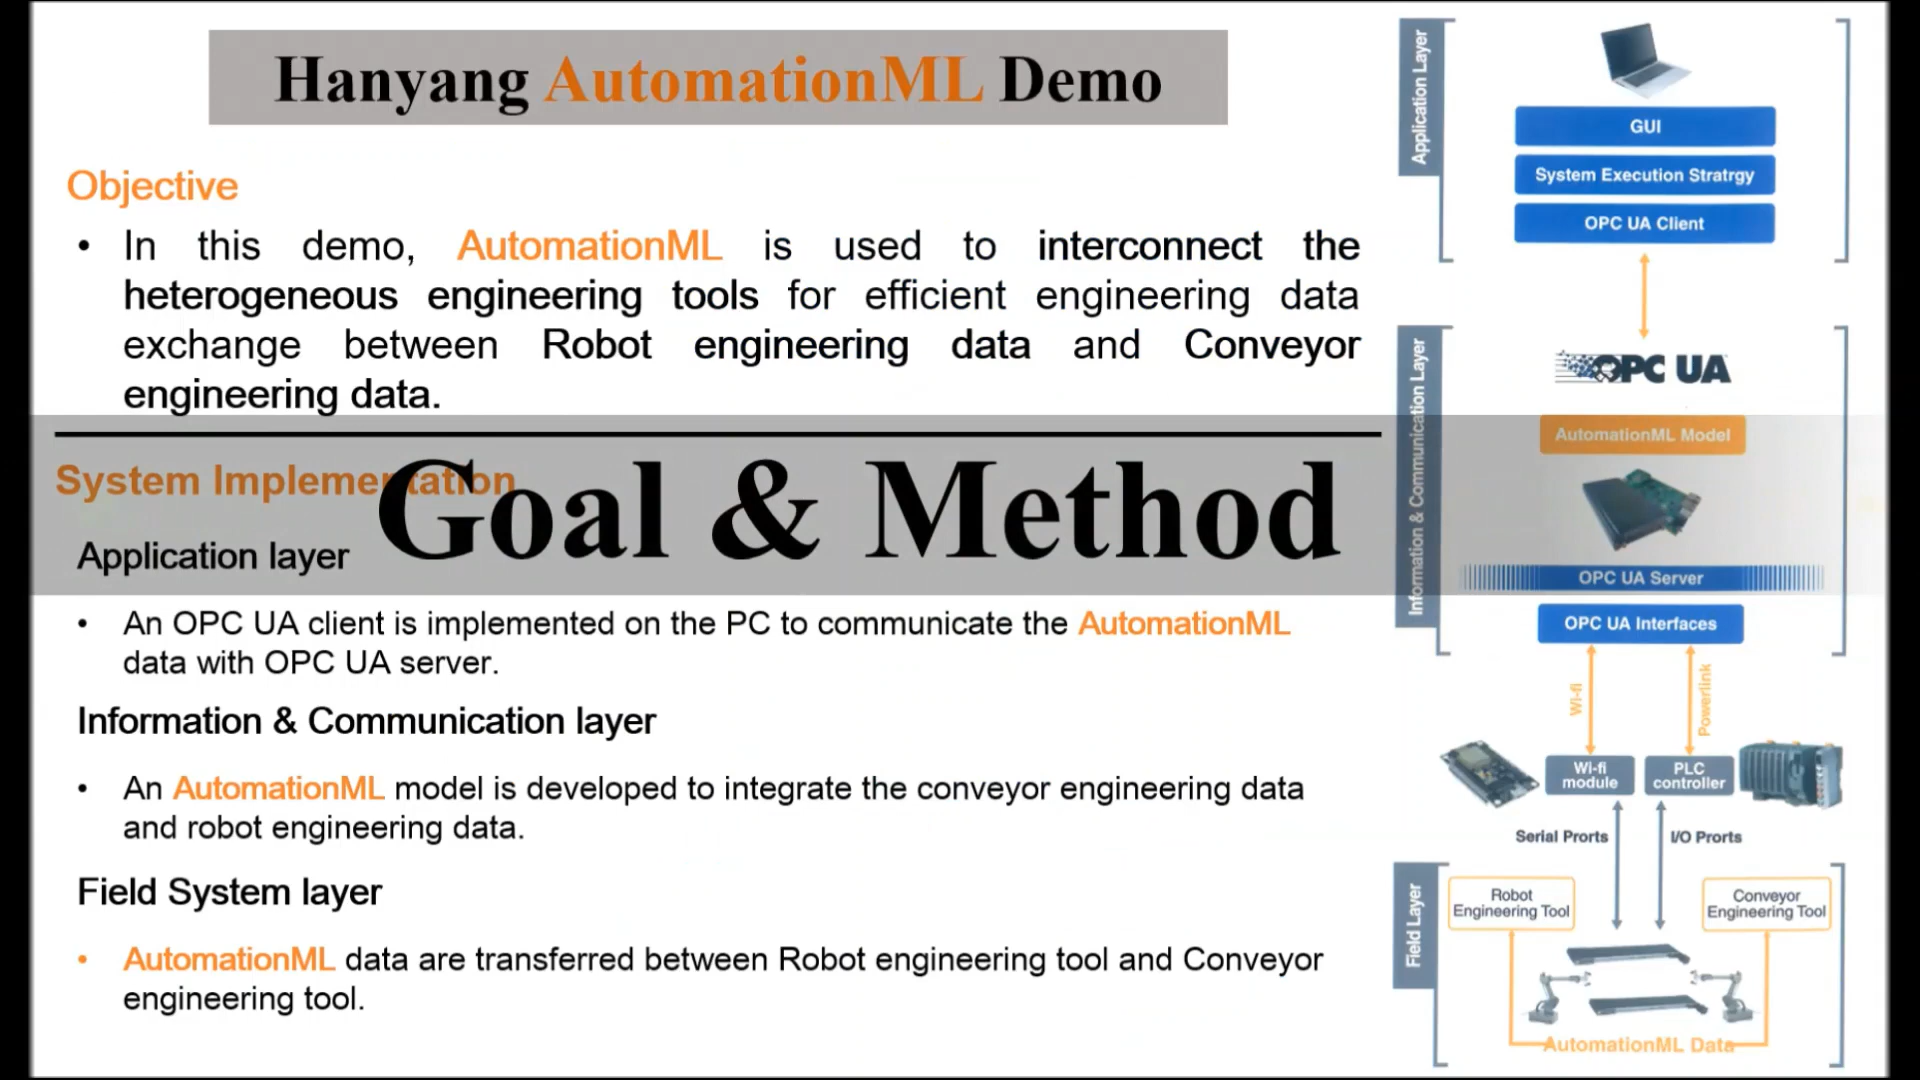 Hanyang AutomationML Demo
Objective
• In this demo, AutomationML is used to interconnect the
heterogeneous engineering tools for efficient engineering data
exchange between Robot engineering data and Conveyor
engineering data.
System Implementation
Goal & Method
Application layer
• An OPC UA client is implemented on the PC to communicate the AutomationML
data with OPC UA server.
Information & Communication layer
• An AutomationML model is developed to integrate the conveyor engineering data
and robot engineering data.
Field System layer
• AutomationML data are transferred between Robot engineering tool and Conveyor
engineering tool.
Application Layer
GUI
System Execution Stratrgy
OPC UA Client
Information & Communication Layer
OPC UA
AutomationML Model
OPC UA Server
OPC UA Interfaces
Wi-fi
Powerlink
Wi-fi
module
PLC
controller
Serial Prorts
I/O Prorts
Field Layer
Robot
Engineering Tool
Conveyor
Engineering Tool
AutomationML Data